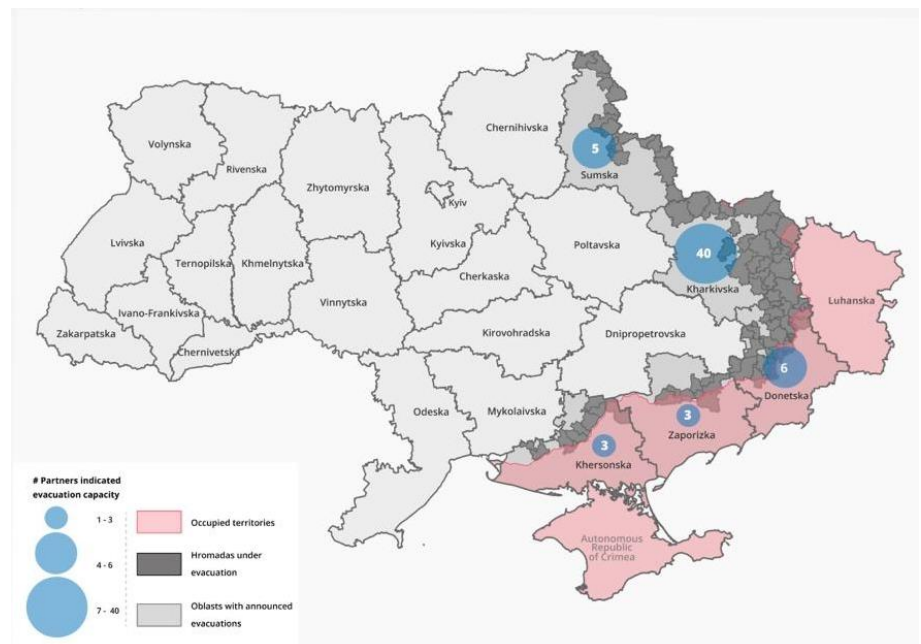 Chernihivska
Volynska
Rivenska
5
Sumska
Zhytomyrska
Kyiv
Lvivska
Kyivska
Poltavska
40
Ternopilska
Khmelnytska
Cherkaska
Kharkivska
Luhanska
Vinnytska
Ivano-Frankivska
Zakarpatska
Kirovohradska
Dnipropetrovska
Chernivetska
6
Donetska
Odeska
Mykolaivska
3
Zaporizka
3
Khersonska
Autonomous
Republic
of Crimea
# Partners indicated
evacuation capacity
1 - 3
Occupied territories
4 - 6
Hromadas under
evacuation
7 - 40
Oblasts with announced
evacuations